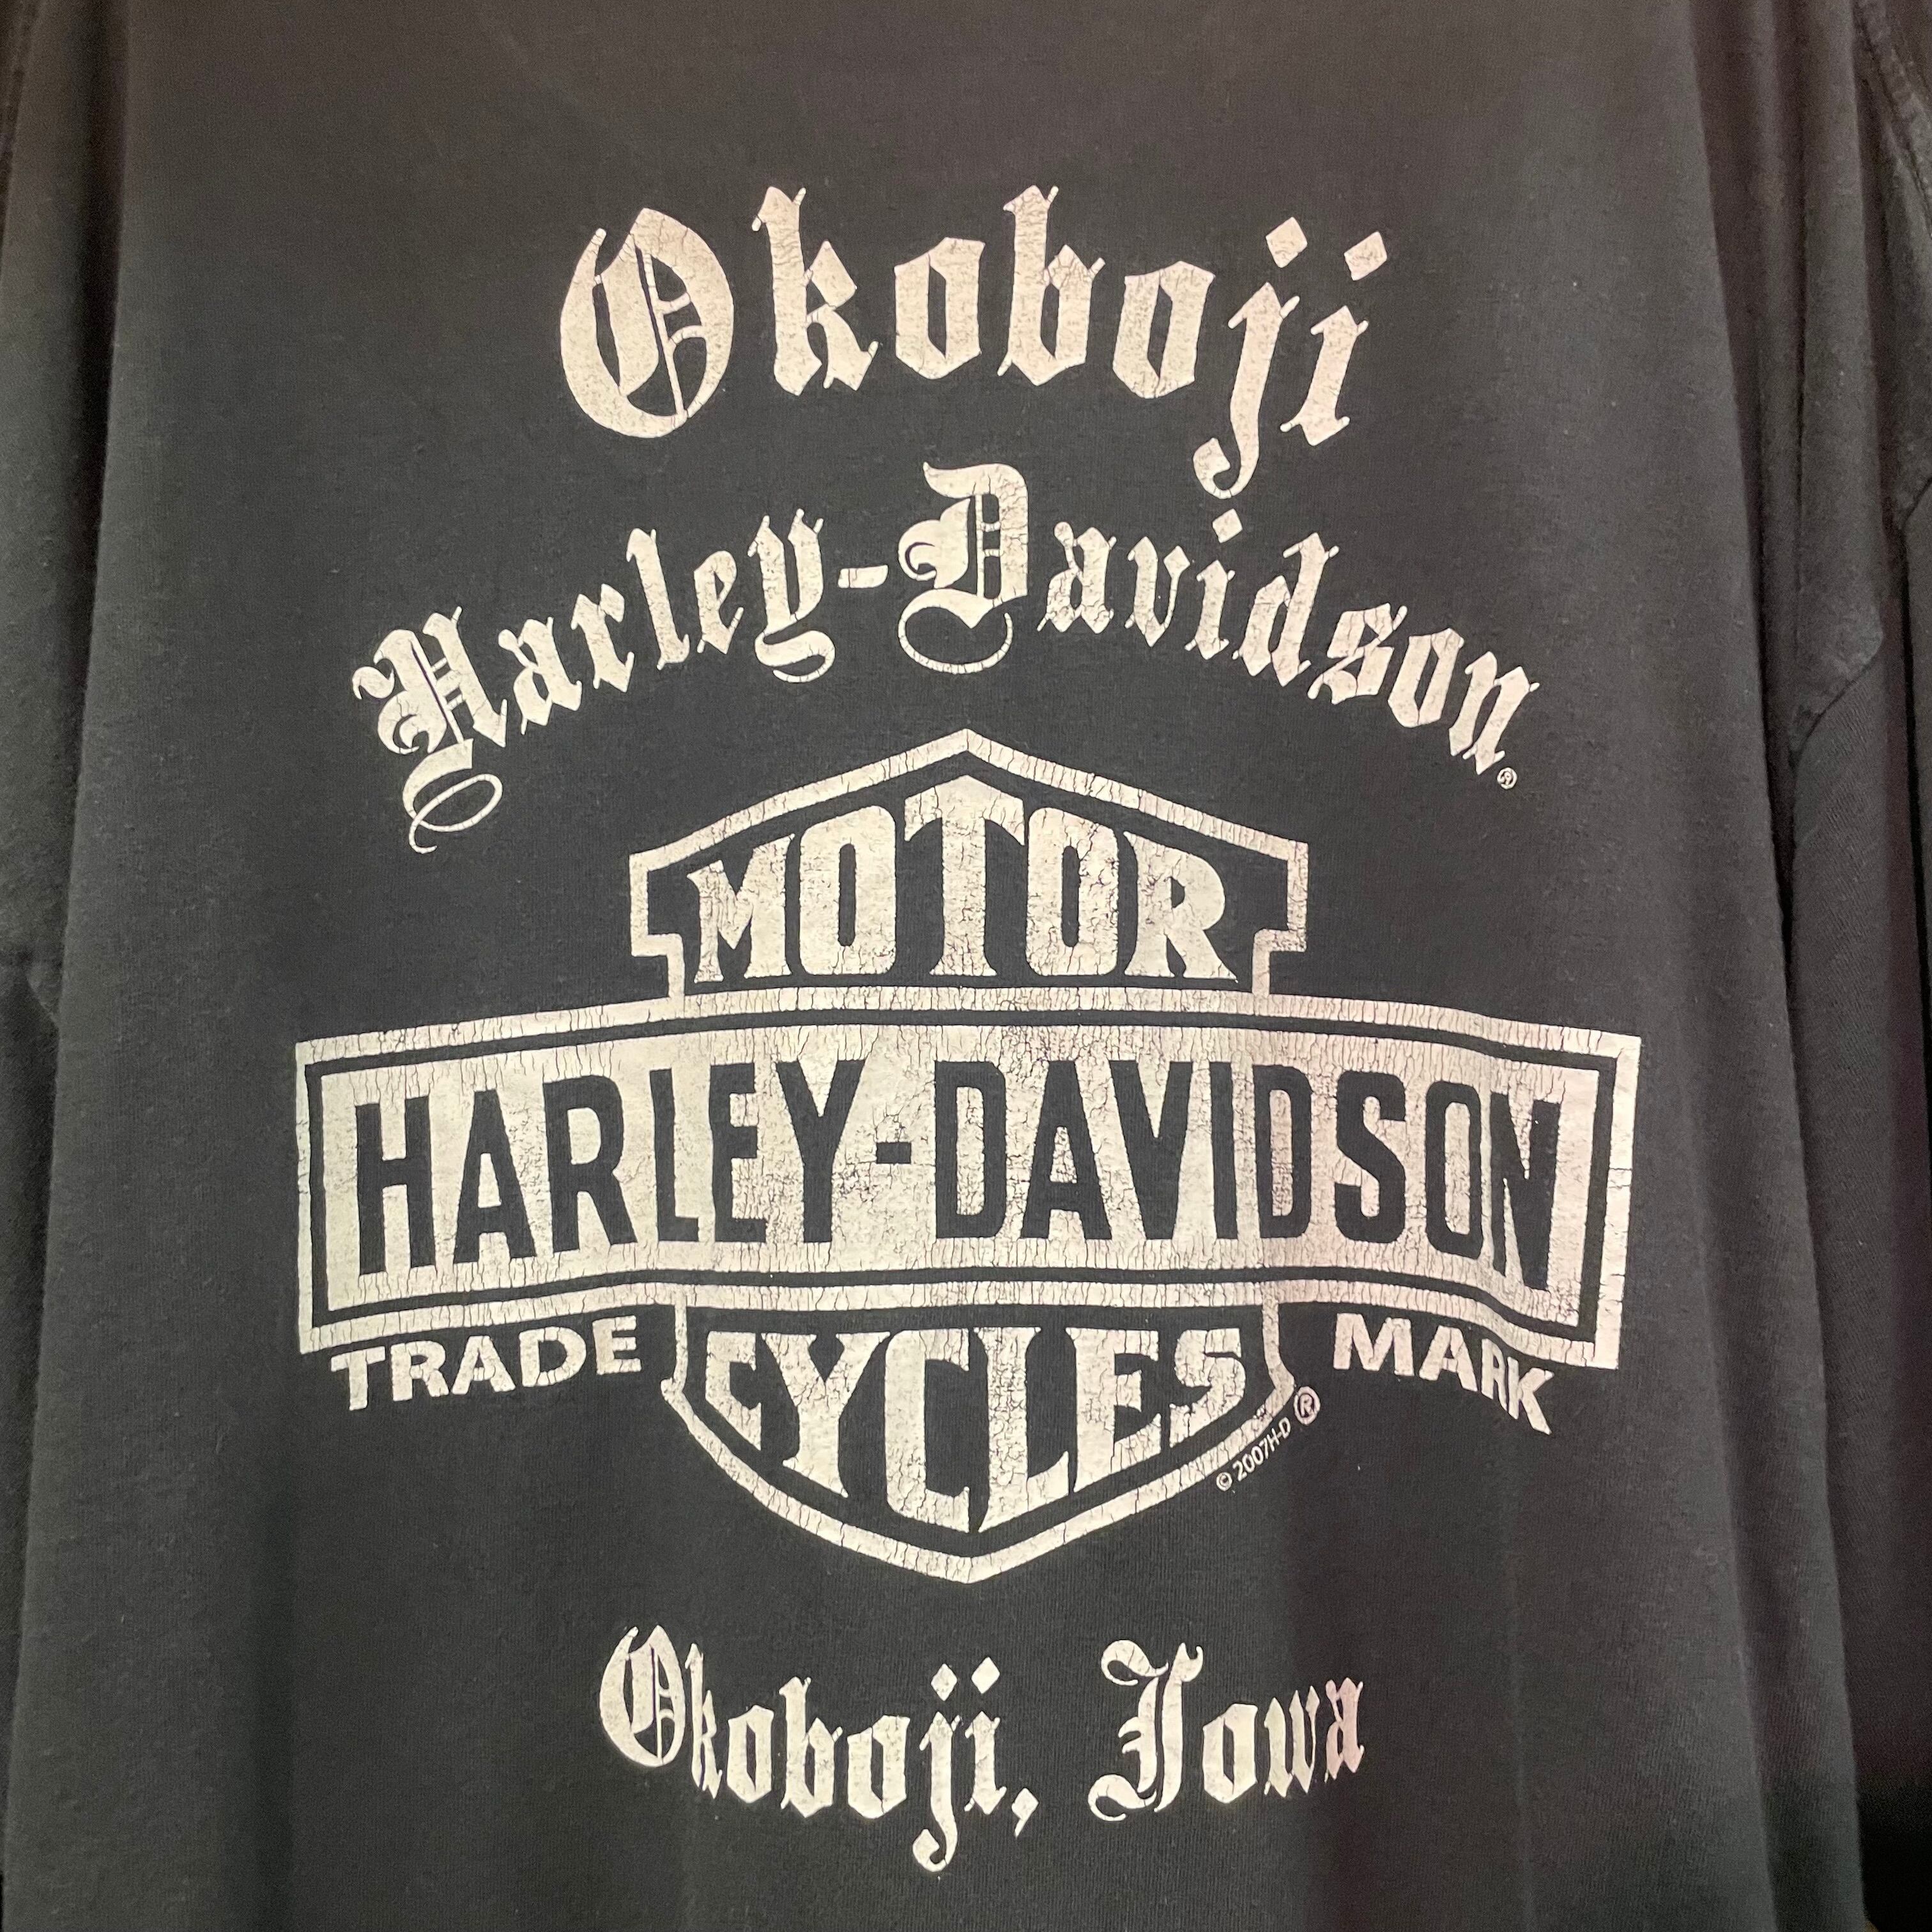 Okoboji
Harley-Davidson®
MOTOR
HARLEY-DAVIDSON
TRADE CYCLES MARK
®
© 2007H-D
Okoboji, Iowa